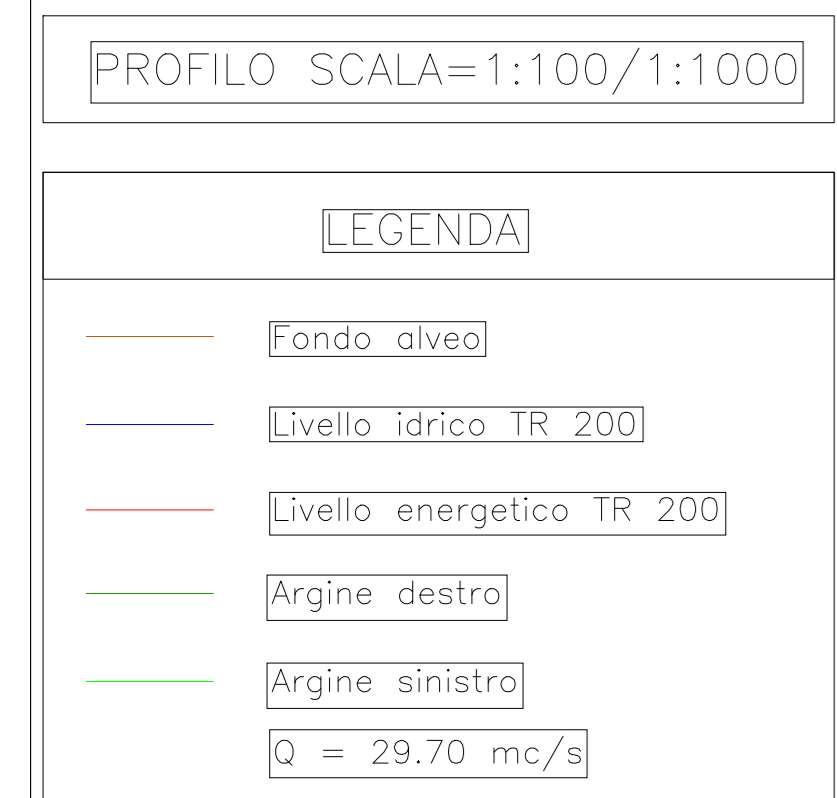 PROFILO SCALA=1:100/1:1000
LEGENDA
Fondo alveo
Livello idrico TR 200
Livello energetico TR 200
Argine destro
Argine sinistro
Q = 29.70 mc/s